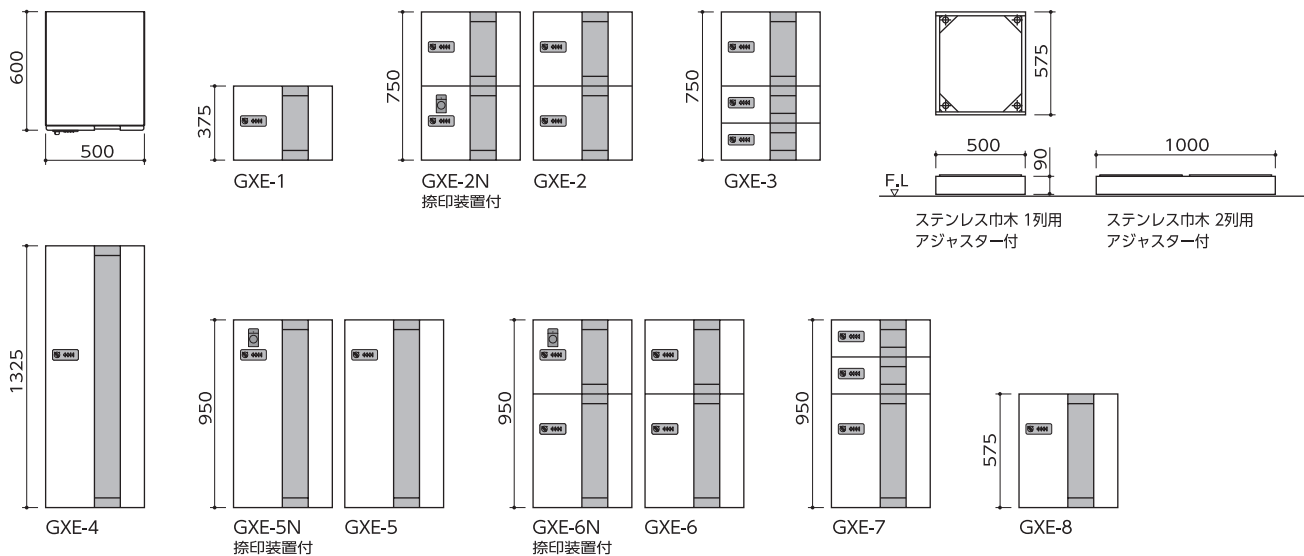 600
500
375
GXE-1
750
GXE-2N
捺印装置付
GXE-2
750
GXE-3
575
500
90
1000
F.L
ステンレス巾木 1列用
アジャスター付
ステンレス巾木 2列用
アジャスター付
1325
GXE-4
950
GXE-5N
捺印装置付
GXE-5
950
GXE-6N
捺印装置付
GXE-6
950
GXE-7
575
GXE-8